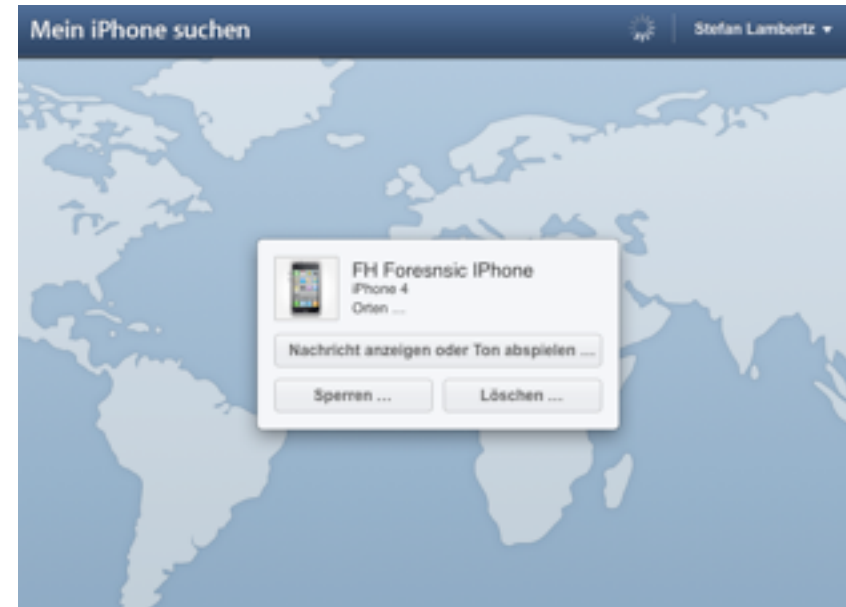 Mein iPhone suchen
Stefan Lambertz
FH Foresnsic IPhone
iPhone 4
Orten ...
Nachricht anzeigen oder Ton abspielen ...
Sperren ...
Löschen ...